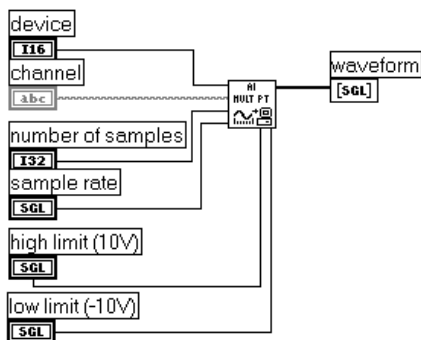 device
I16
channel
abc
number of samples
I32
sample rate
SGL
high limit (10V)
SGL
low limit (-10V)
SGL
AI
MULT PT
waveform
[SGL]